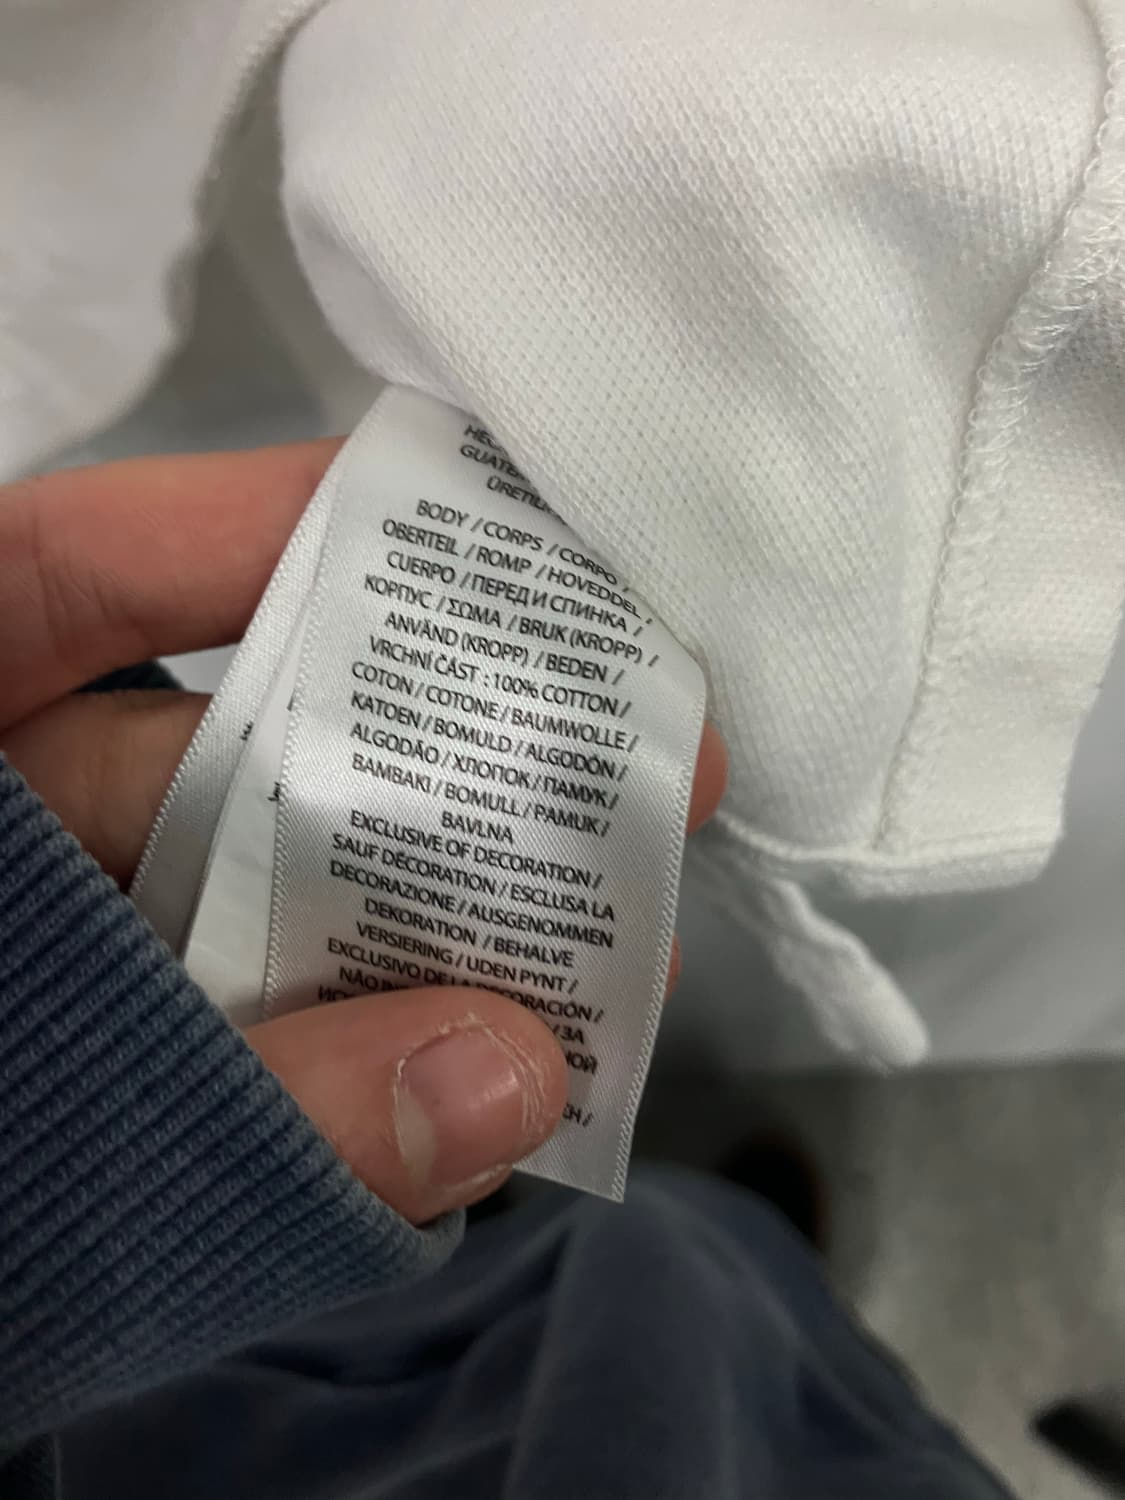 BODY / CORPS / CORPO /
OBERTEIL / ROMP / HOVEDDEL /
CUERPO / ПЕРЕД И СПИНКА /
КОРПУС / ΣΩΜΑ / BRUK (KROPP) /
ANVÄND (KROPP) / BEDEN /
VRCHNÍ ČÁST : 100% COTTON /
COTON / COTONE / BAUMWOLLE /
KATOEN / BOMULD / ALGODÓN /
ALGODÃO / ХЛОПОК / ПАМУК /
BAMBAKI / BOMULL / PAMUK /
BAVLNA
EXCLUSIVE OF DECORATION /
SAUF DÉCORATION / ESCLUSA LA
DECORAZIONE / AUSGENOMMEN
DEKORATION / BEHALVE
VERSIERING / UDEN PYNT /
EXCLUSIVO DE LA DECORACIÓN /
NÃO / ЗА